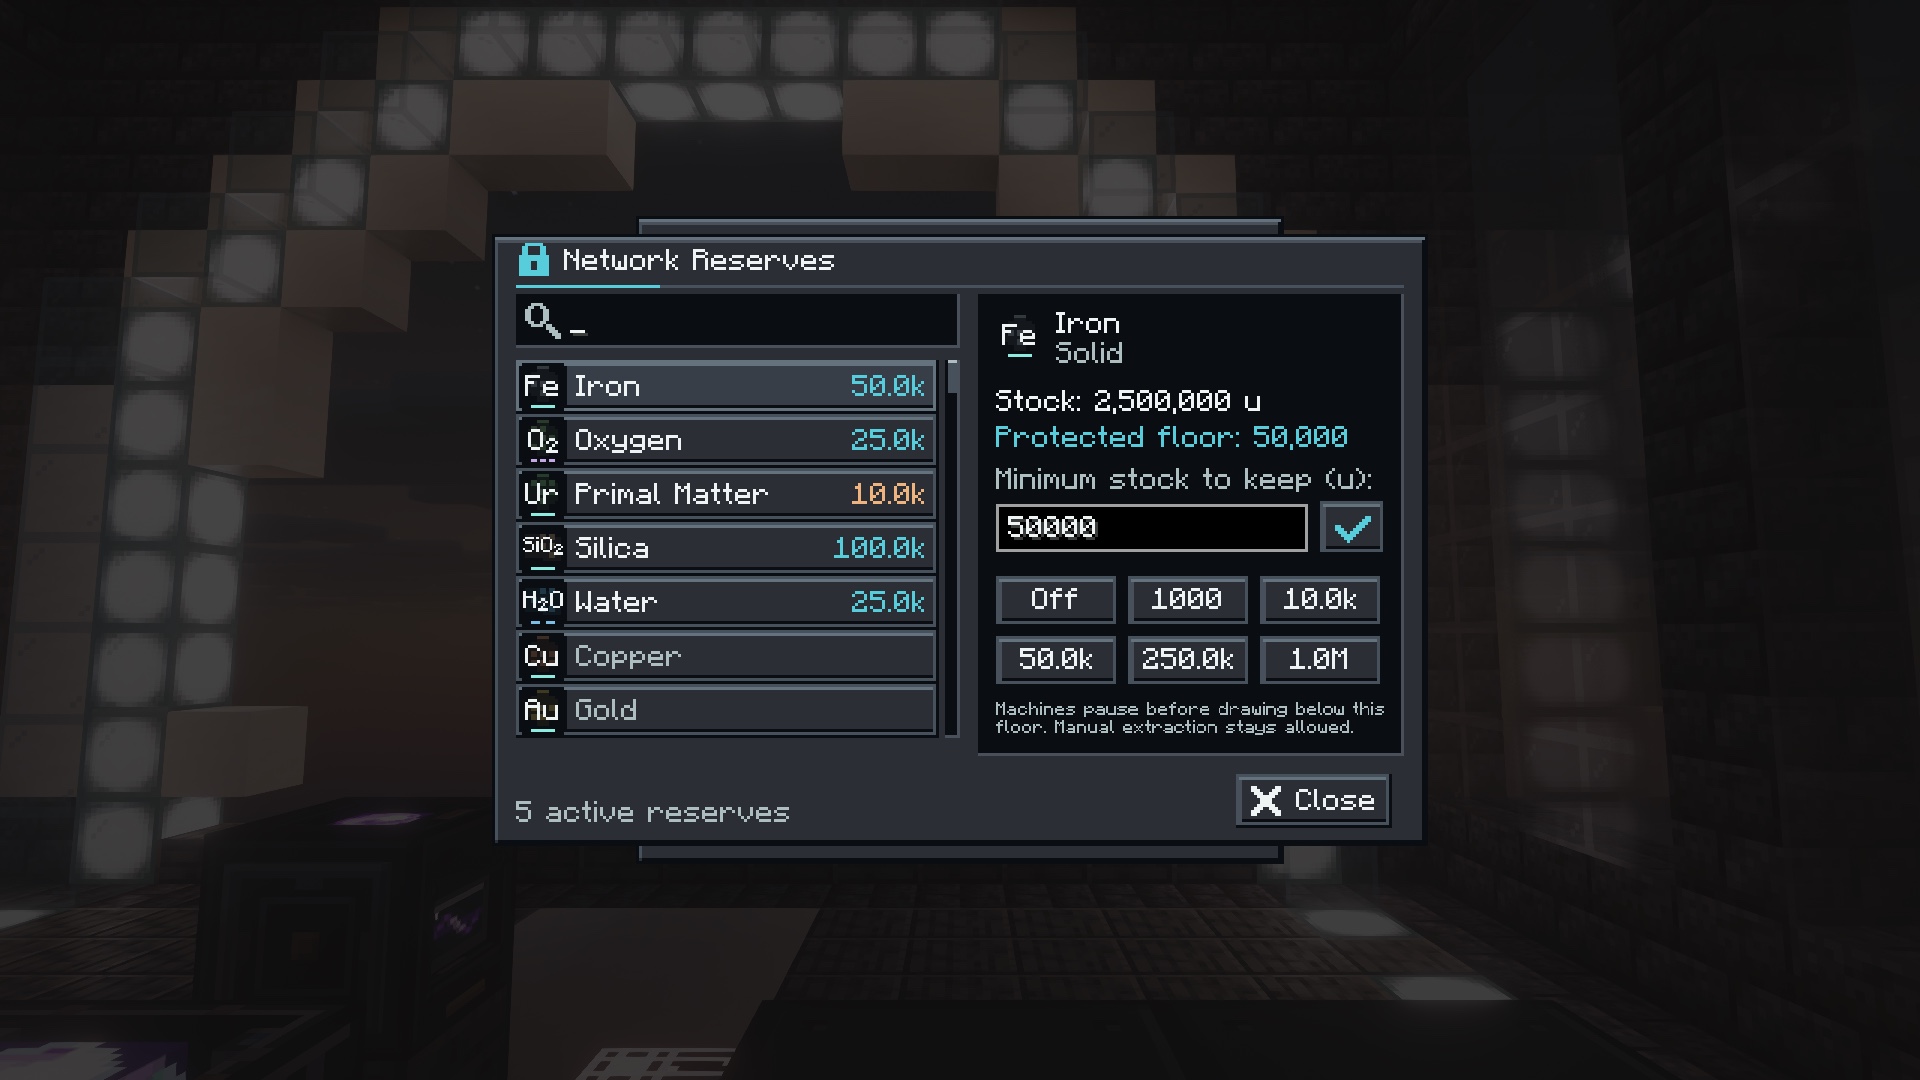 Network Reserves
_
Fe Iron 50.0k
O₂ Oxygen 25.0k
Ur Primal Matter 10.0k
SiO₂ Silica 100.0k
H₂O Water 25.0k
Cu Copper
Au Gold
5 active reserves
Fe Iron
Solid
Stock: 2,500,000 u
Protected floor: 50,000
Minimum stock to keep (u):
50000
Off 1000 10.0k
50.0k 250.0k 1.0M
Machines pause before drawing below this
floor. Manual extraction stays allowed.
Close